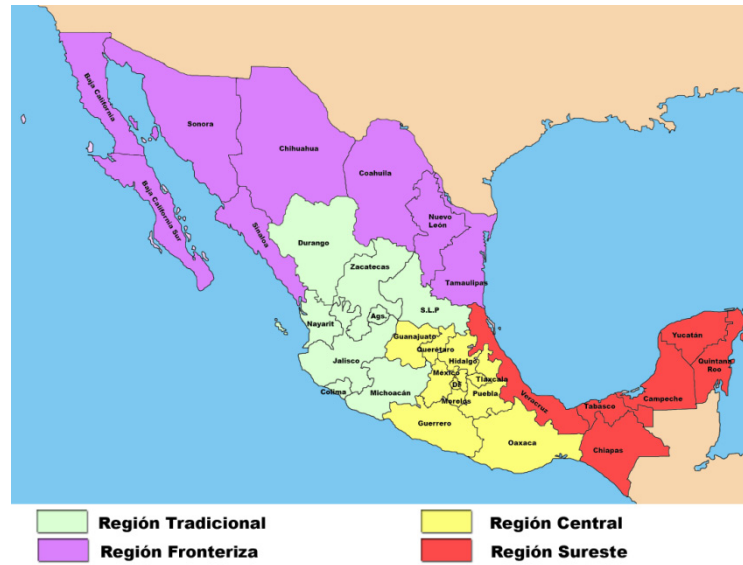 Baja California
Sonora
Chihuahua
Coahuila
Nuevo
León
Baja California Sur
Sinaloa
Durango
Tamaulipas
Zacatecas
S.L.P
Nayarit
Ags.
Guanajuato
Querétaro
Hidalgo
Jalisco
México
DF
Tlaxcala
Colima
Michoacán
Morelos
Puebla
Veracruz
Guerrero
Oaxaca
Tabasco
Chiapas
Campeche
Yucatán
Quintana
Roo
Región Tradicional
Región Central
Región Fronteriza
Región Sureste